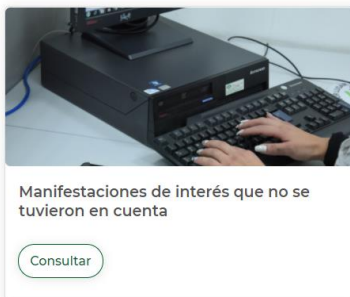 Manifestaciones de interés que no se
tuvieron en cuenta
Consultar